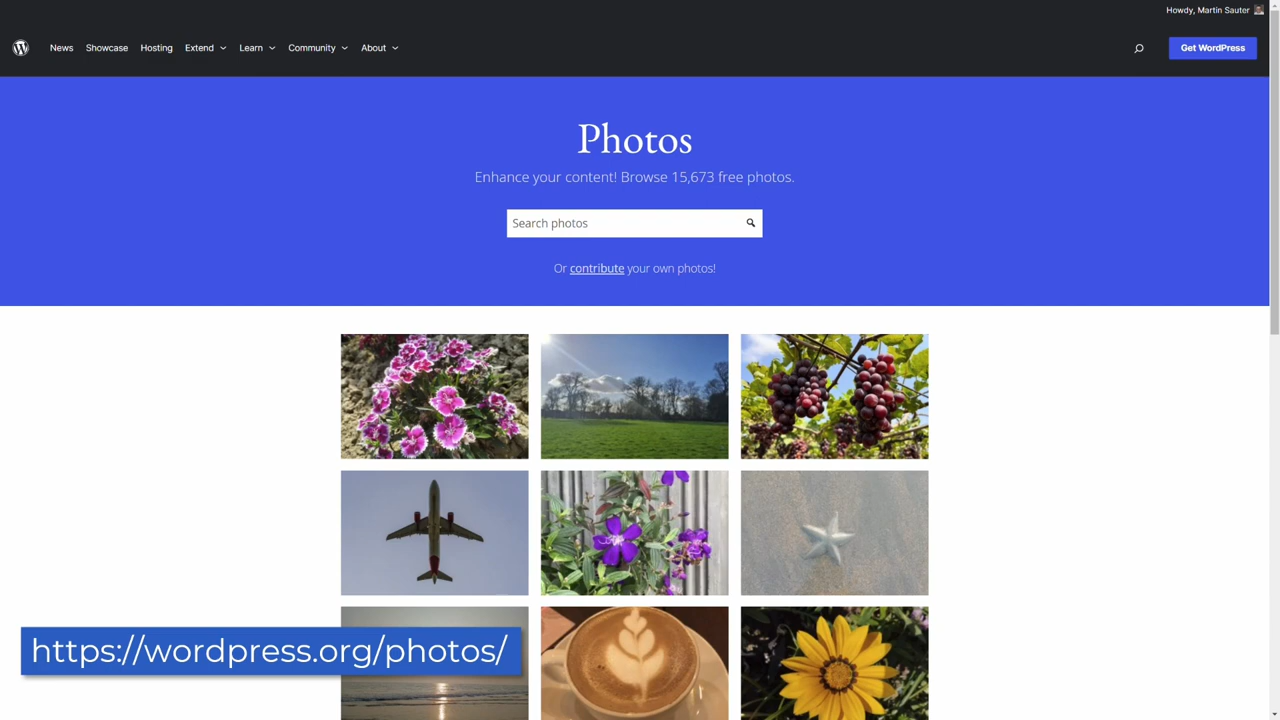 Howdy, Martin Sauter
News Showcase Hosting Extend Learn Community About
Get WordPress
Photos
Enhance your content! Browse 15,673 free photos.
Search photos
Or contribute your own photos!
https://wordpress.org/photos/